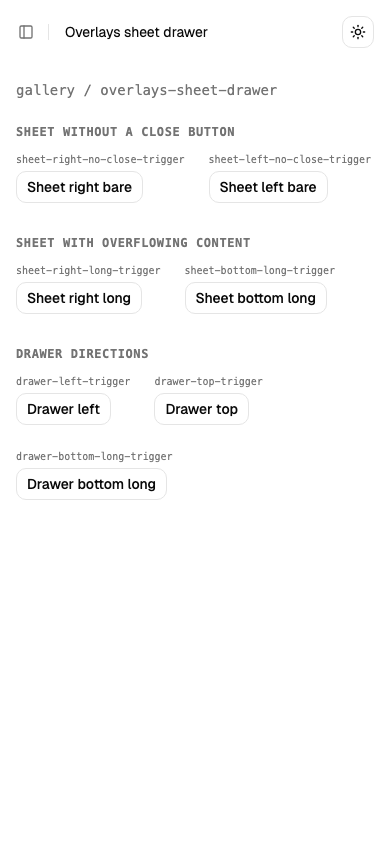 Overlays sheet drawer
gallery / overlays-sheet-drawer
SHEET WITHOUT A CLOSE BUTTON
sheet-right-no-close-trigger sheet-left-no-close-trigger
Sheet right bare Sheet left bare
SHEET WITH OVERFLOWING CONTENT
sheet-right-long-trigger sheet-bottom-long-trigger
Sheet right long Sheet bottom long
DRAWER DIRECTIONS
drawer-left-trigger drawer-top-trigger
Drawer left Drawer top
drawer-bottom-long-trigger
Drawer bottom long